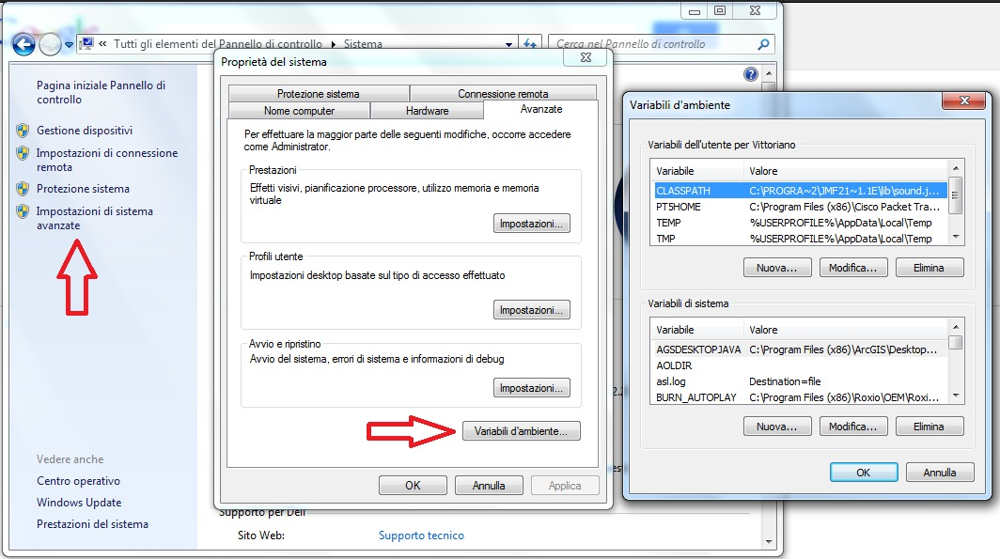 « Tutti gli elementi del Pannello di controllo ▸ Sistema
Cerca nel Pannello di controllo
Pagina iniziale Pannello di
controllo
Gestione dispositivi
Impostazioni di connessione
remota
Protezione sistema
Impostazioni di sistema
avanzate
Vedere anche
Centro operativo
Windows Update
Prestazioni del sistema
Supporto per Dell
Sito Web:
Supporto tecnico
Proprietà del sistema
Protezione sistema
Connessione remota
Nome computer
Hardware
Avanzate
Per effettuare la maggior parte delle seguenti modifiche, occorre accedere
come Administrator.
Prestazioni
Effetti visivi, pianificazione processore, utilizzo memoria e memoria
virtuale
Impostazioni...
Profili utente
Impostazioni desktop basate sul tipo di accesso effettuato
Impostazioni...
Avvio e ripristino
Avvio del sistema, errori di sistema e informazioni di debug
Impostazioni...
Variabili d'ambiente...
OK
Annulla
Applica
Variabili d'ambiente
Variabili dell'utente per Vittoriano
Variabile
Valore
CLASSPATH C:\PROGRA~2\JMF21~1.1E\lib\sound.j...
PT5HOME C:\Program Files (x86)\Cisco Packet Tra...
TEMP %USERPROFILE%\AppData\Local\Temp
TMP %USERPROFILE%\AppData\Local\Temp
Nuova...
Modifica...
Elimina
Variabili di sistema
Variabile
Valore
AGSDESKTOPJAVA C:\Program Files (x86)\ArcGIS\Desktop...
AOLDIR
asl.log Destination=file
BURN_AUTOPLAY C:\Program Files (x86)\Roxio\OEM\Roxi...
Nuova...
Modifica...
Elimina
OK
Annulla